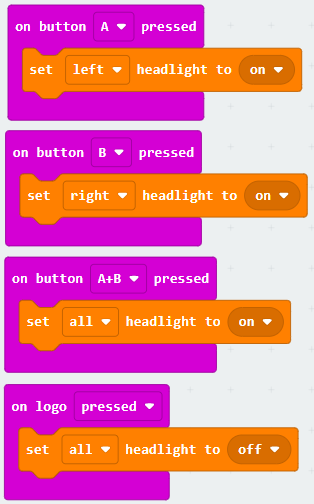 on button A pressed
set left headlight to on
on button B pressed
set right headlight to on
on button A+B pressed
set all headlight to on
on logo pressed
set all headlight to off